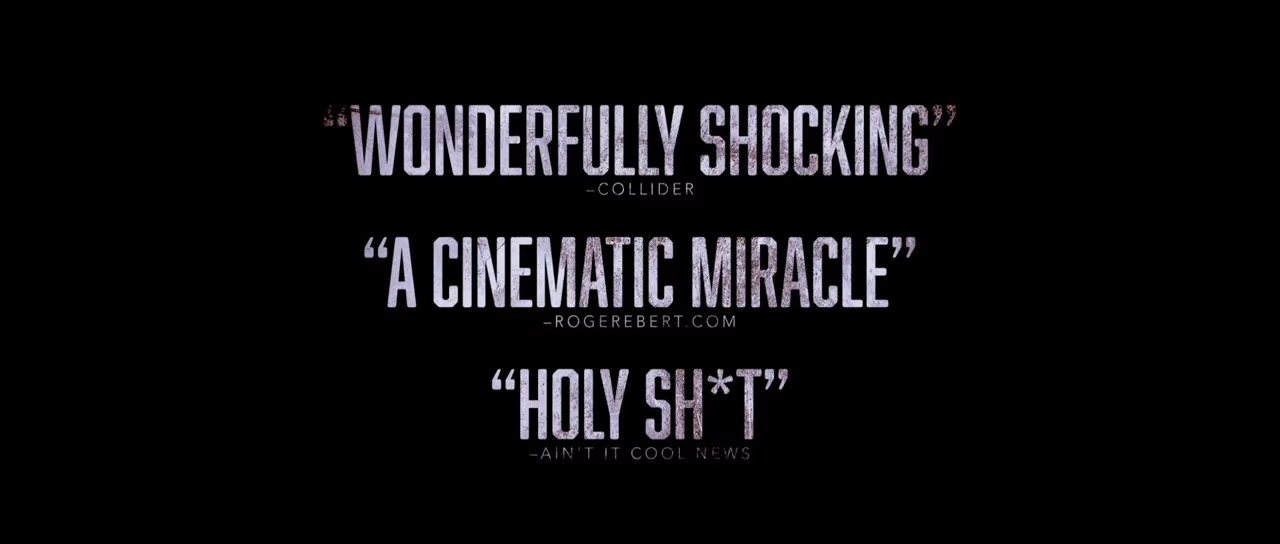 “WONDERFULLY SHOCKING”
–COLLIDER
“A CINEMATIC MIRACLE”
–ROGEREBERT.COM
“HOLY SH*T”
–AIN'T IT COOL NEWS